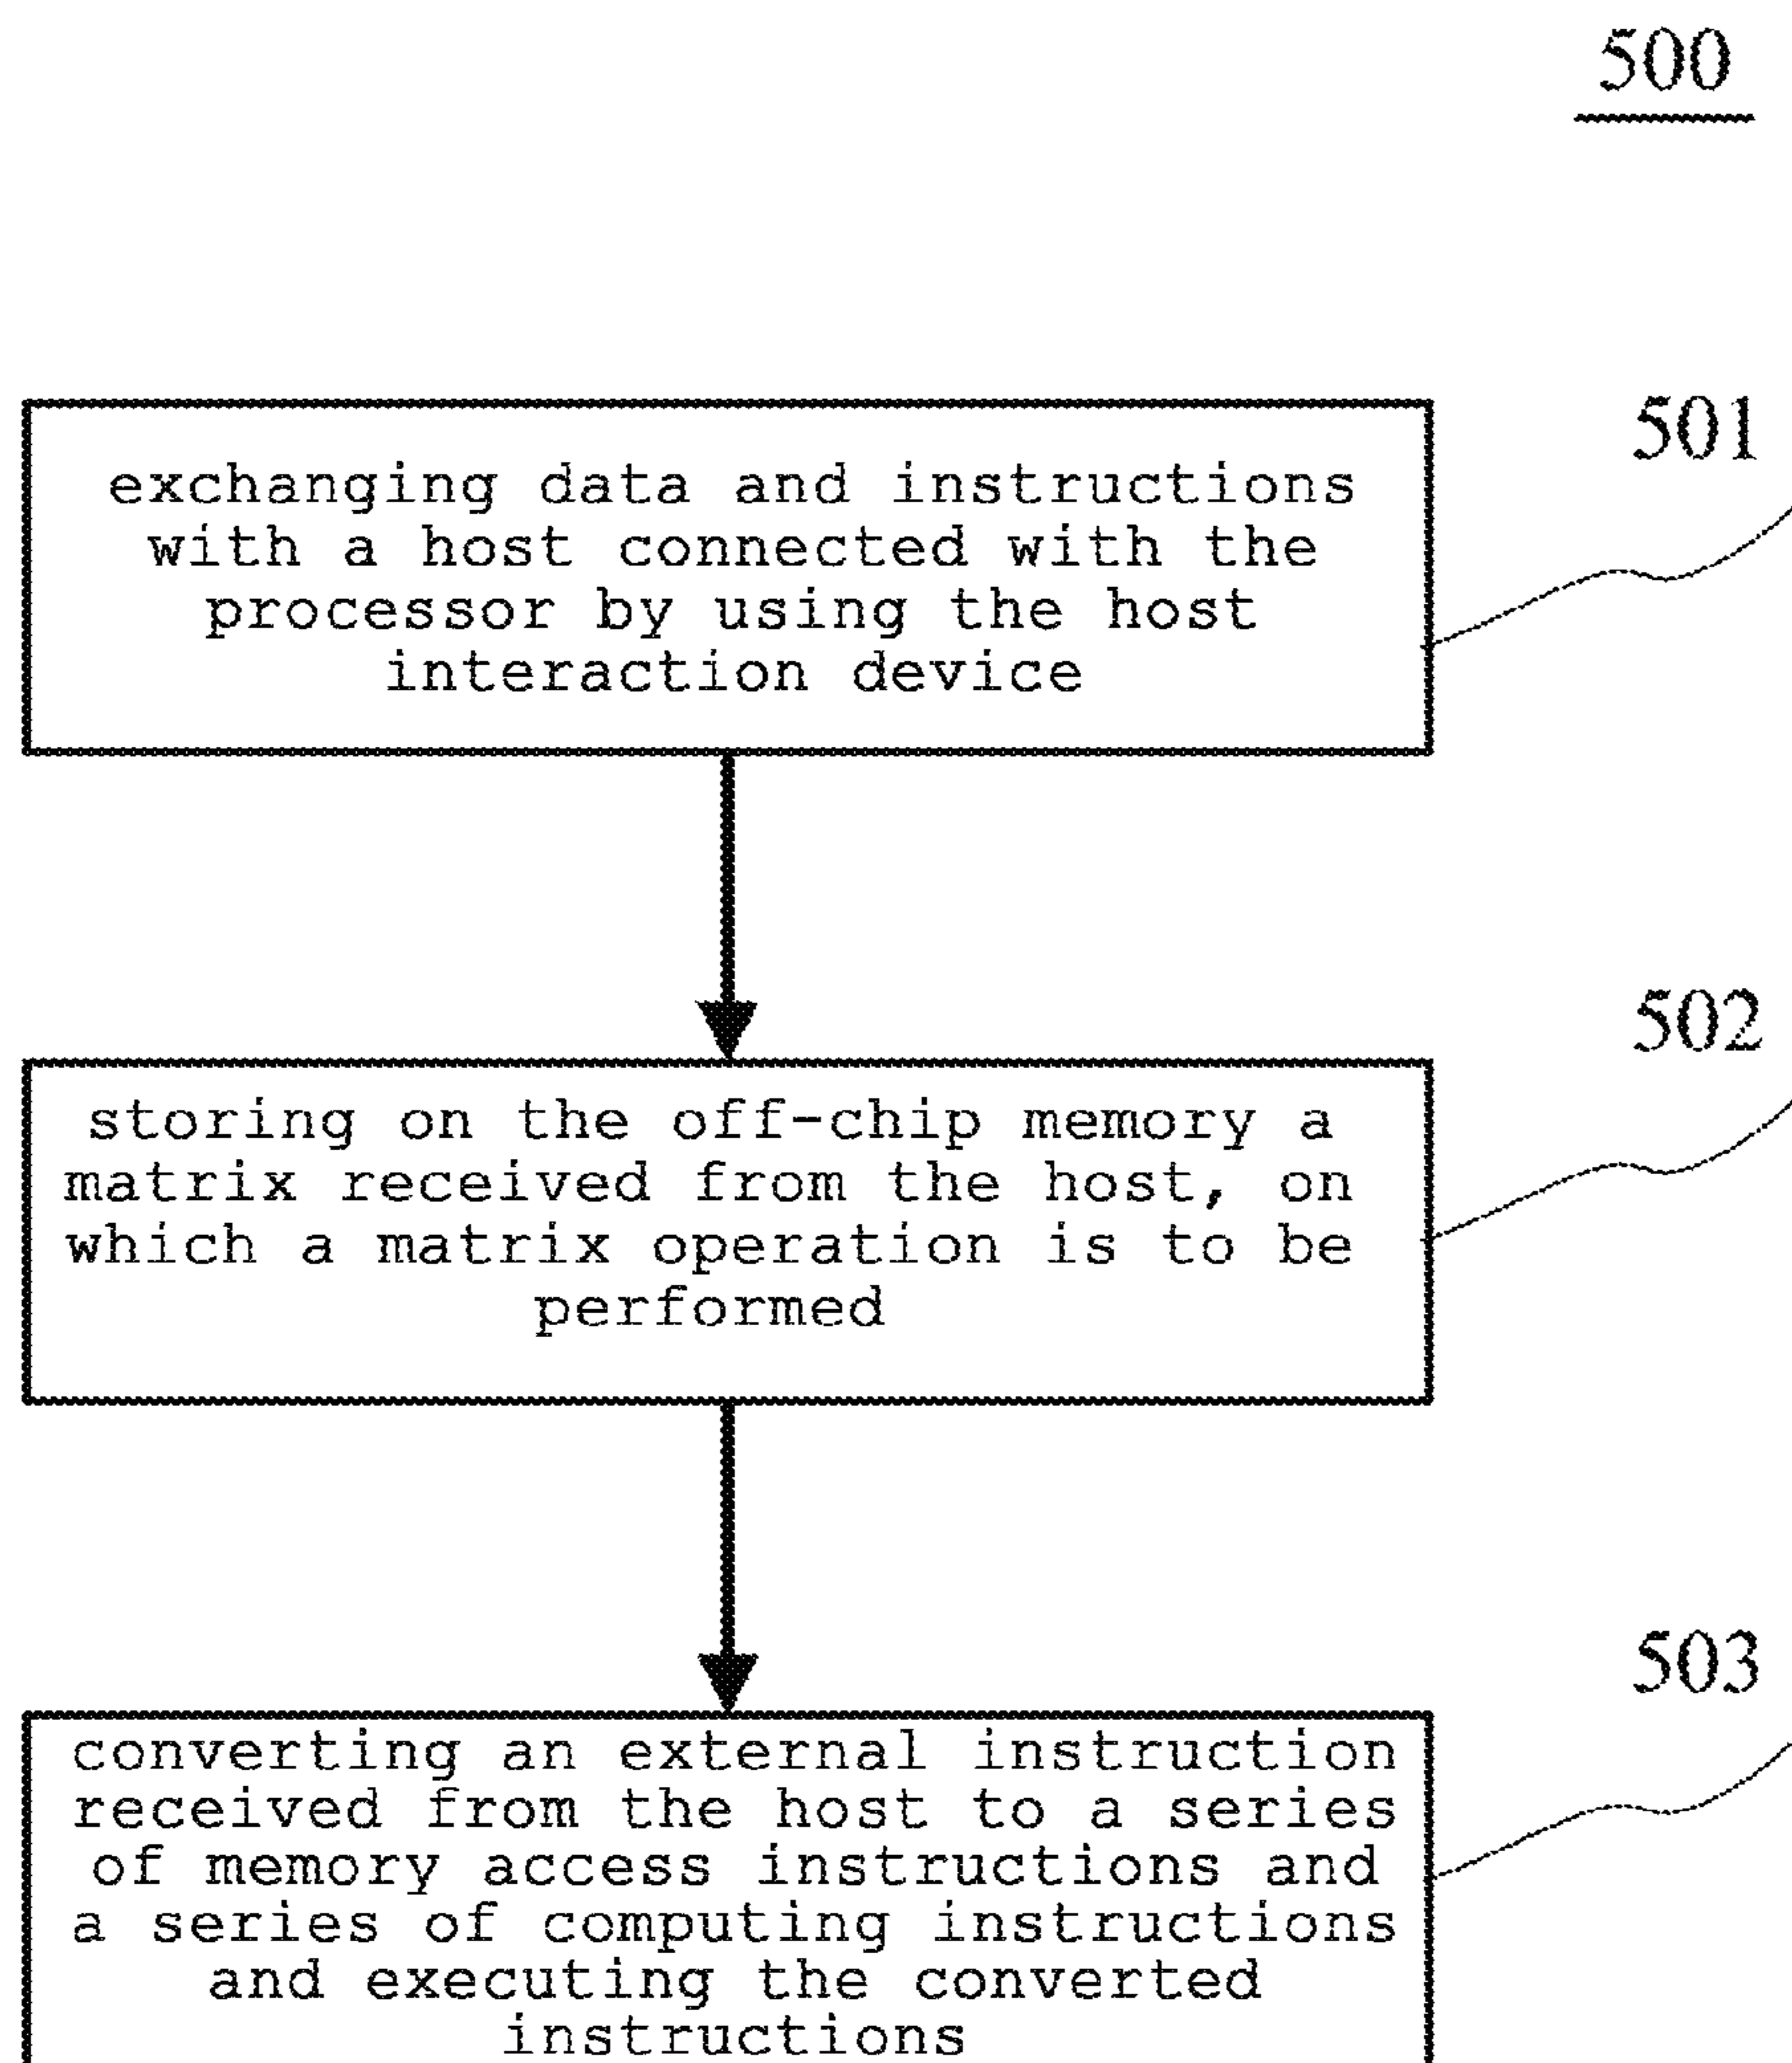 500
501
exchanging data and instructions
with a host connected with the
processor by using the host
interaction device
502
storing on the off-chip memory a
matrix received from the host, on
which a matrix operation is to be
performed
503
converting an external instruction
received from the host to a series
of memory access instructions and
a series of computing instructions
and executing the converted
instructions